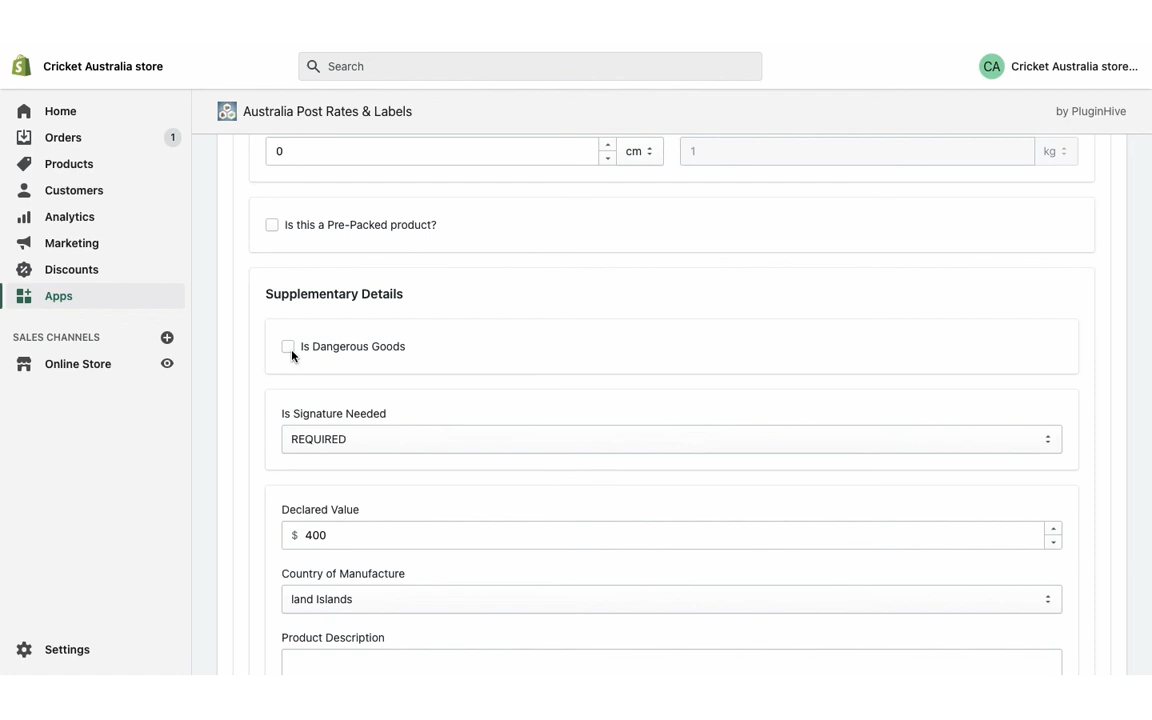 Cricket Australia store
Search
CA
Cricket Australia store...
Home
Orders
1
Products
Customers
Analytics
Marketing
Discounts
Apps
SALES CHANNELS
Online Store
Settings
Australia Post Rates & Labels
by PluginHive
0
cm
1
kg
Is this a Pre-Packed product?
Supplementary Details
Is Dangerous Goods
Is Signature Needed
REQUIRED
Declared Value
$ 400
Country of Manufacture
land Islands
Product Description